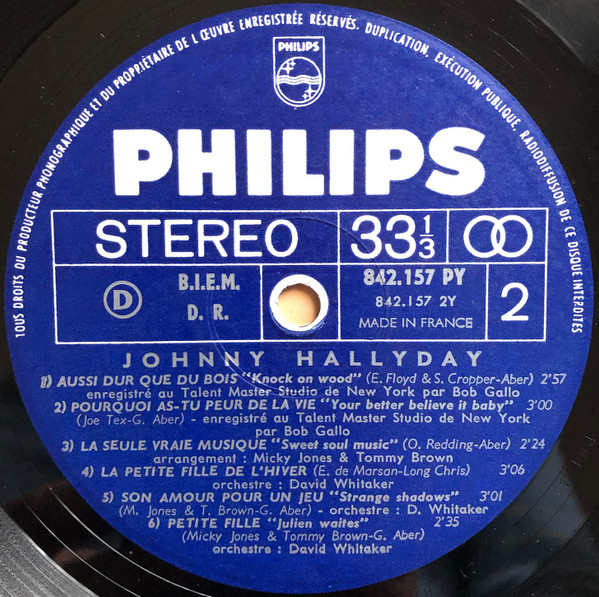 TOUS DROITS DU PRODUCTEUR PHONOGRAPHIQUE ET DU PROPRIÉTAIRE DE L'ŒUVRE ENREGISTRÉE RÉSERVÉS. DUPLICATION, EXÉCUTION PUBLIQUE, RADIODIFFUSION DE CE DISQUE INTERDITES
PHILIPS
PHILIPS
STEREO 33 1/3
D B.I.E.M. 842.157 PY 2
D. R. 842.157 2Y
MADE IN FRANCE
JOHNNY HALLYDAY
1) AUSSI DUR QUE DU BOIS "Knock on wood" (E. Floyd & S. Cropper-Aber) 2'57
enregistré au Talent Master Studio de New York par Bob Gallo
2) POURQUOI AS-TU PEUR DE LA VIE "Your better believe it baby" 3'00
(Joe Tex-G. Aber) - enregistré au Talent Master Studio de New York
par Bob Gallo
3) LA SEULE VRAIE MUSIQUE "Sweet soul music" (O. Redding-Aber) 2'24
arrangement : Micky Jones & Tommy Brown
4) LA PETITE FILLE DE L'HIVER (E. de Marsan-Long Chris) 3'06
orchestre : David Whitaker
5) SON AMOUR POUR UN JEU "Strange shadows" 3'01
(M. Jones & T. Brown-G. Aber) - orchestre : D. Whitaker
6) PETITE FILLE "Julien waites" 2'35
(Micky Jones & Tommy Brown-G. Aber)
orchestre : David Whitaker